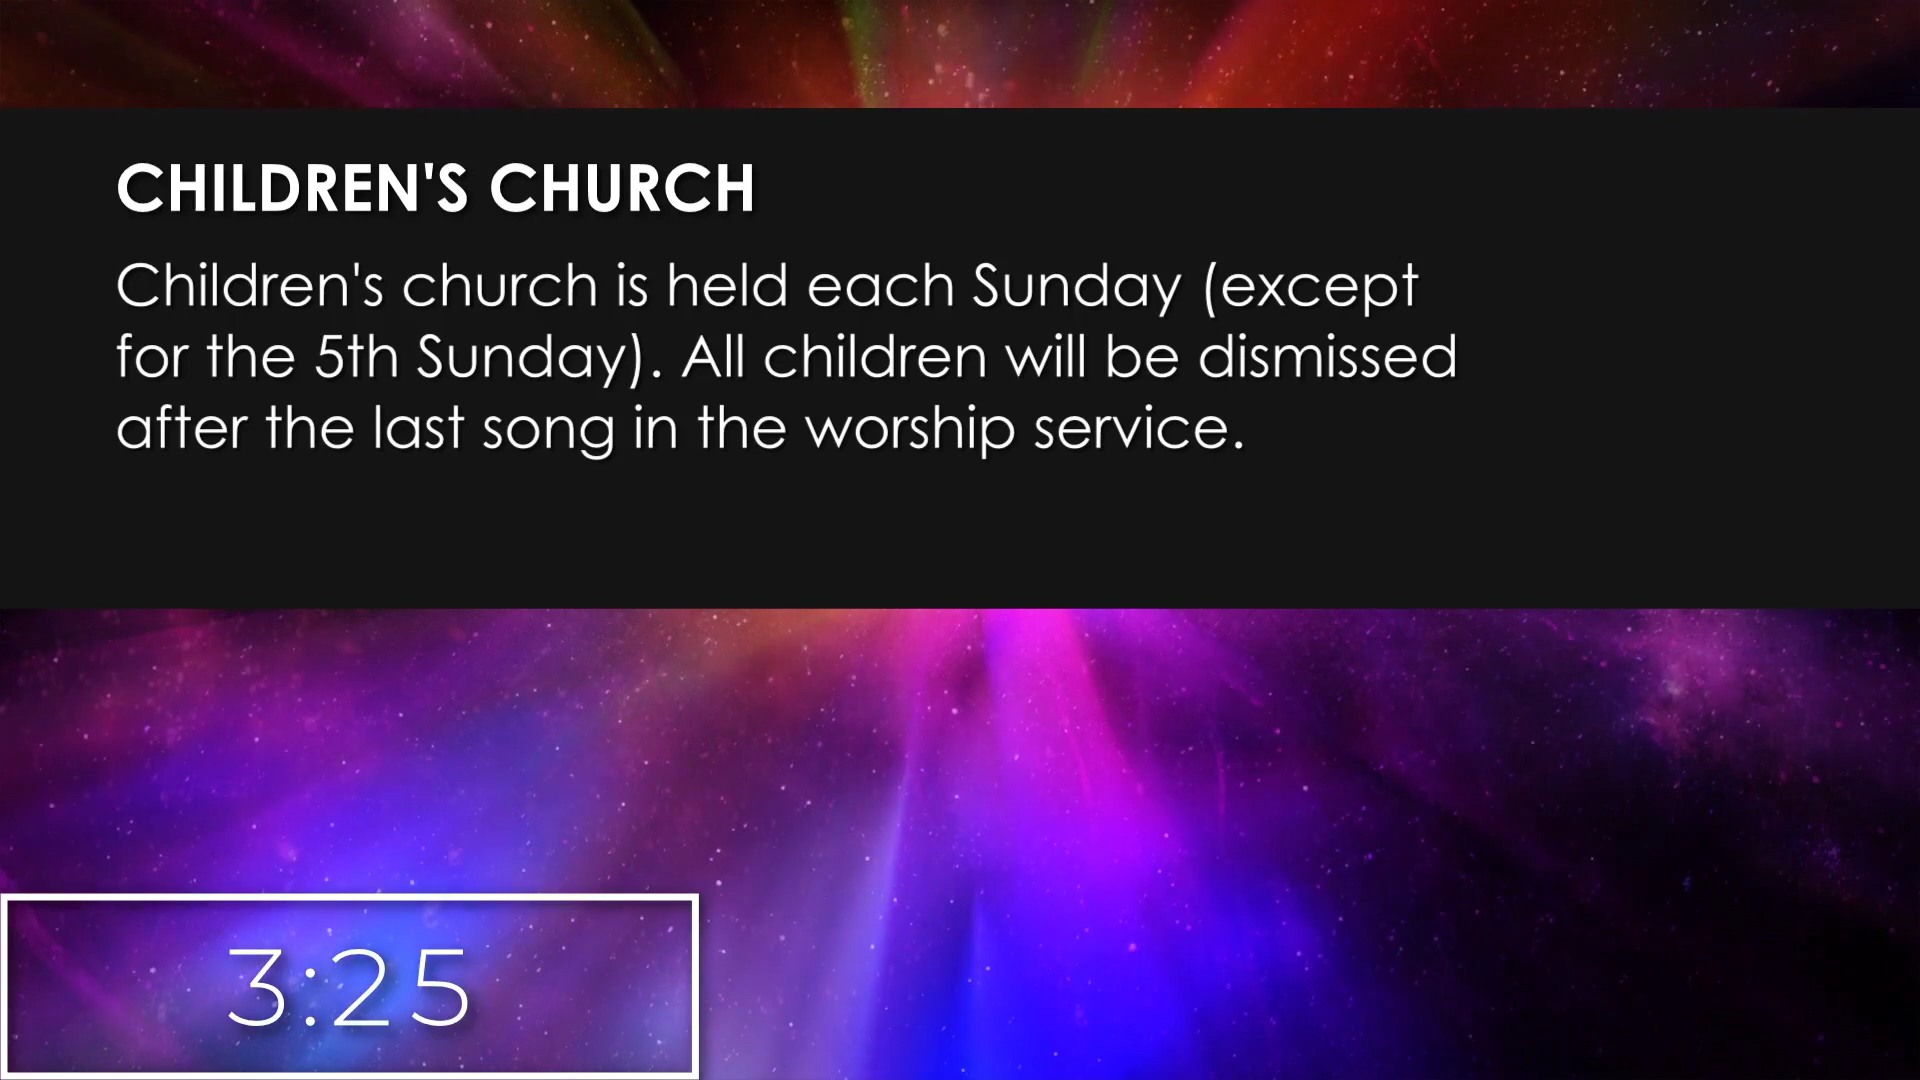 CHILDREN'S CHURCH
Children's church is held each Sunday (except
for the 5th Sunday). All children will be dismissed
after the last song in the worship service.
3:25